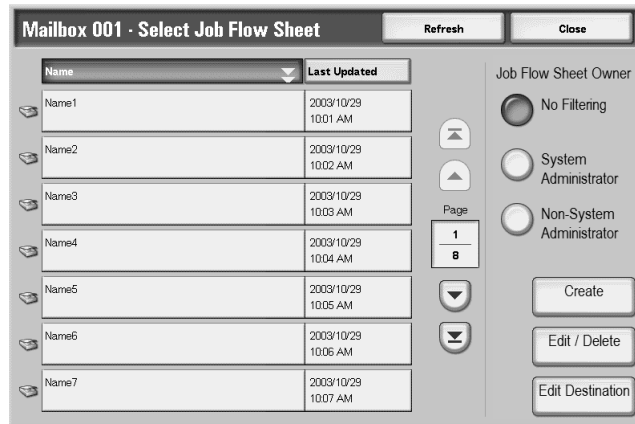 Mailbox 001 - Select Job Flow Sheet
Refresh
Close
Name
Last Updated
Name1
2003/10/29
10:01 AM
Name2
2003/10/29
10:02 AM
Name3
2003/10/29
10:03 AM
Name4
2003/10/29
10:04 AM
Name5
2003/10/29
10:05 AM
Name6
2003/10/29
10:06 AM
Name7
2003/10/29
10:07 AM
Page
1
8
Job Flow Sheet Owner
No Filtering
System
Administrator
Non-System
Administrator
Create
Edit / Delete
Edit Destination